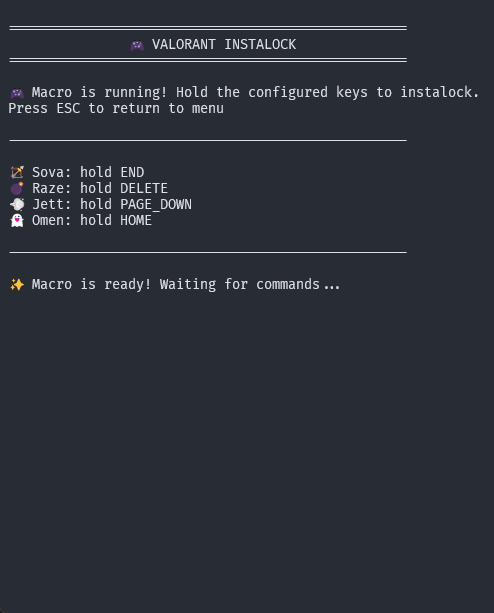 🎮 VALORANT INSTALOCK
🎮 Macro is running! Hold the configured keys to instalock.
Press ESC to return to menu
🏹 Sova: hold END
💣 Raze: hold DELETE
💨 Jett: hold PAGE_DOWN
👻 Omen: hold HOME
✨ Macro is ready! Waiting for commands...